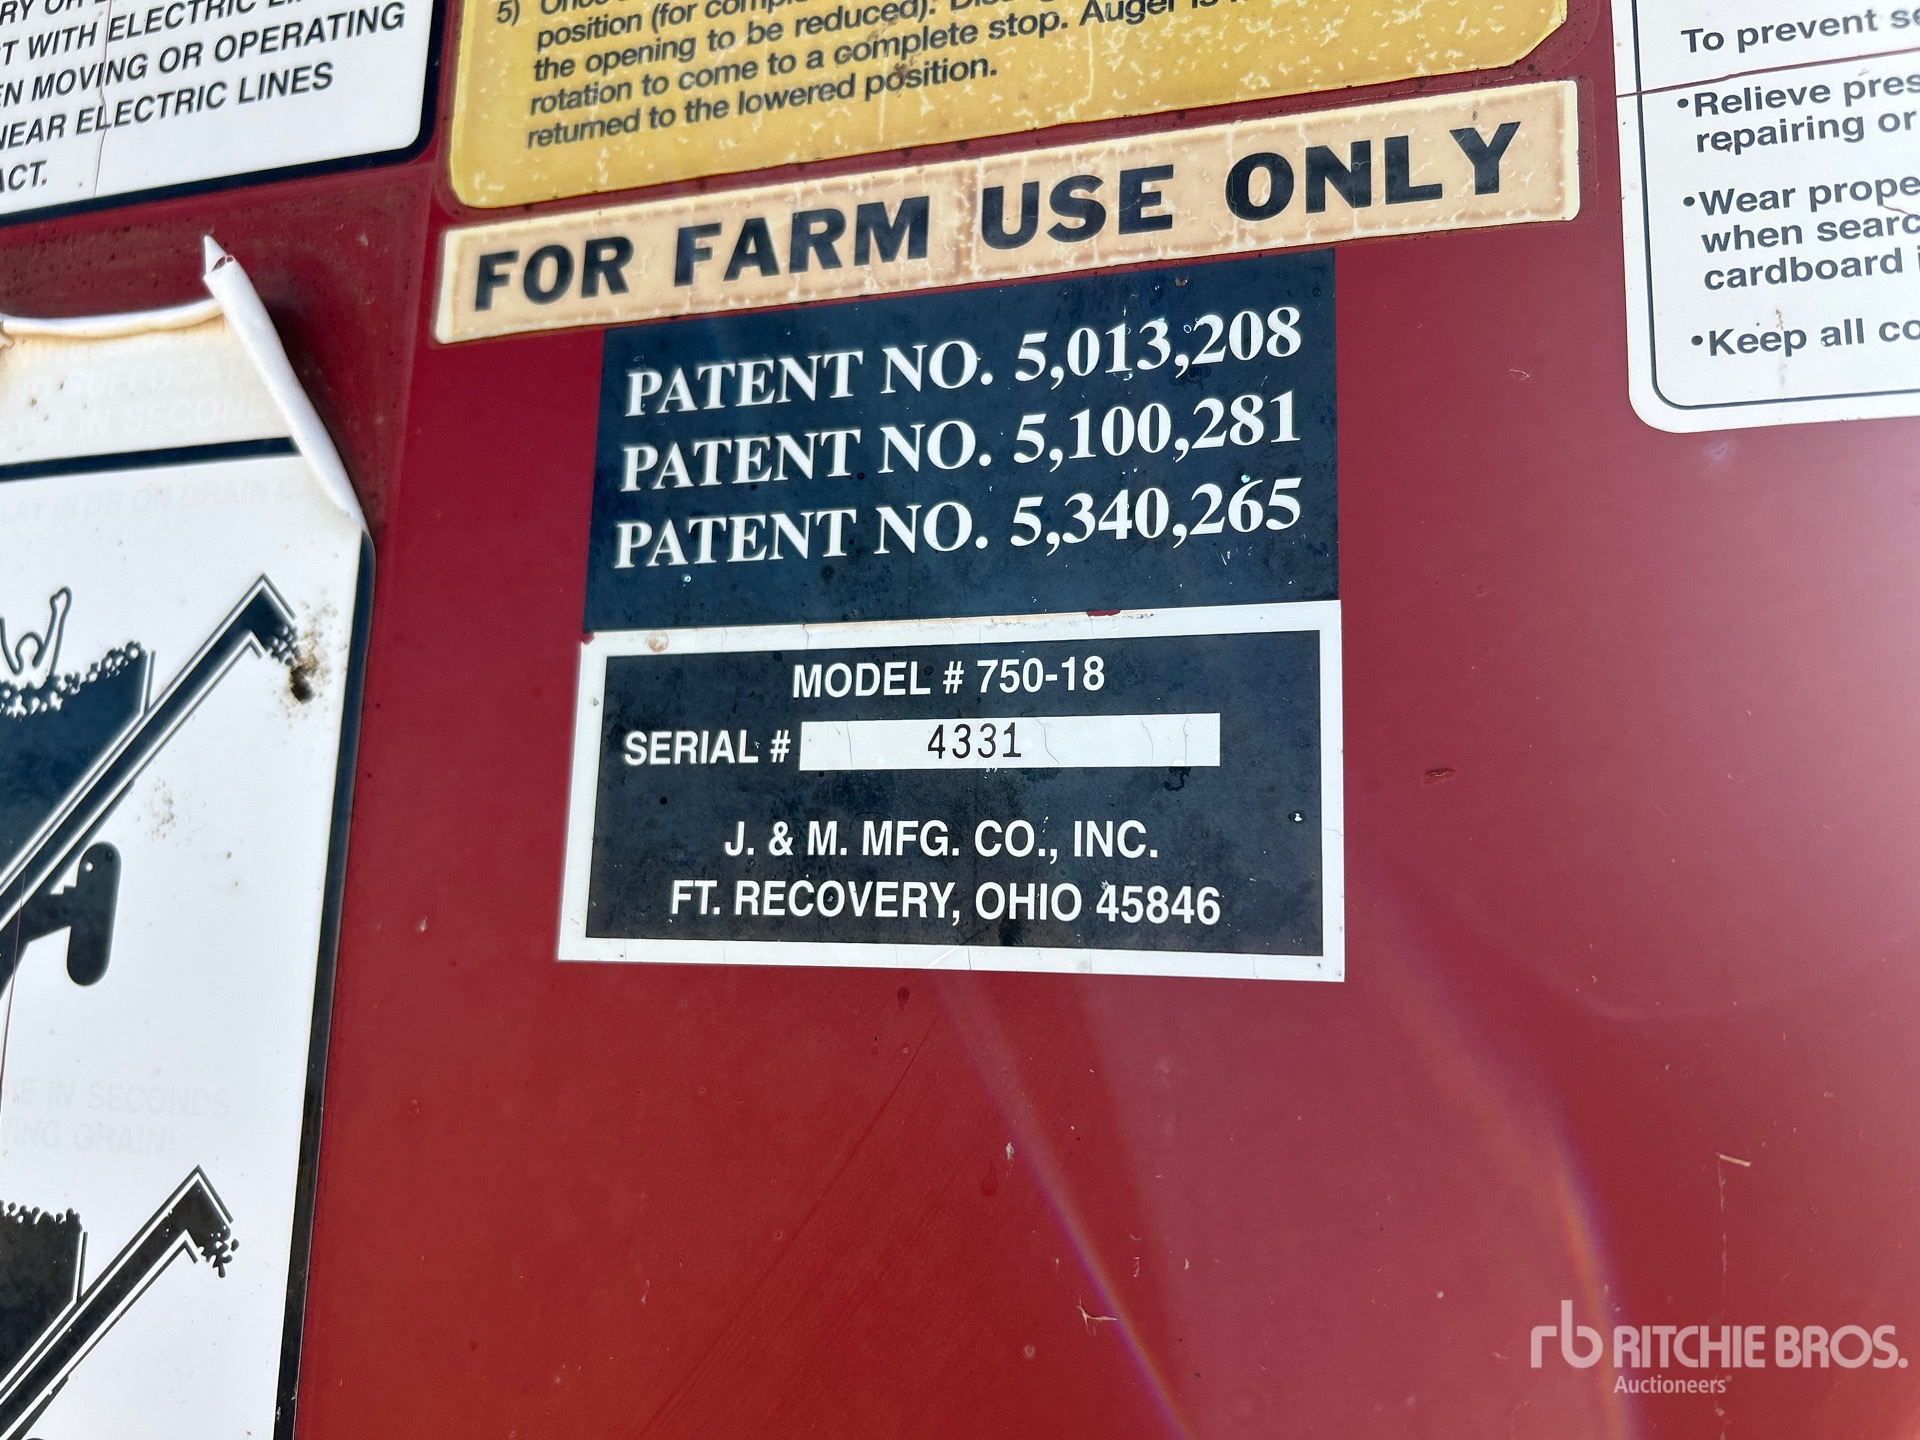 T WITH ELECTRIC
EN MOVING OR OPERATING
NEAR ELECTRIC LINES
ACT.
5)
position (for
the opening to be reduced).
rotation to come to a complete stop. Auger is
returned to the lowered position.
FOR FARM USE ONLY
PATENT NO. 5,013,208
PATENT NO. 5,100,281
PATENT NO. 5,340,265
MODEL # 750-18
SERIAL # 4331
J. & M. MFG. CO., INC.
FT. RECOVERY, OHIO 45846
To prevent se
•Relieve pres
repairing or
•Wear prope
when searc
cardboard
•Keep all co
IN SECONDS
GRAIN!
rb RITCHIE BROS.
Auctioneers